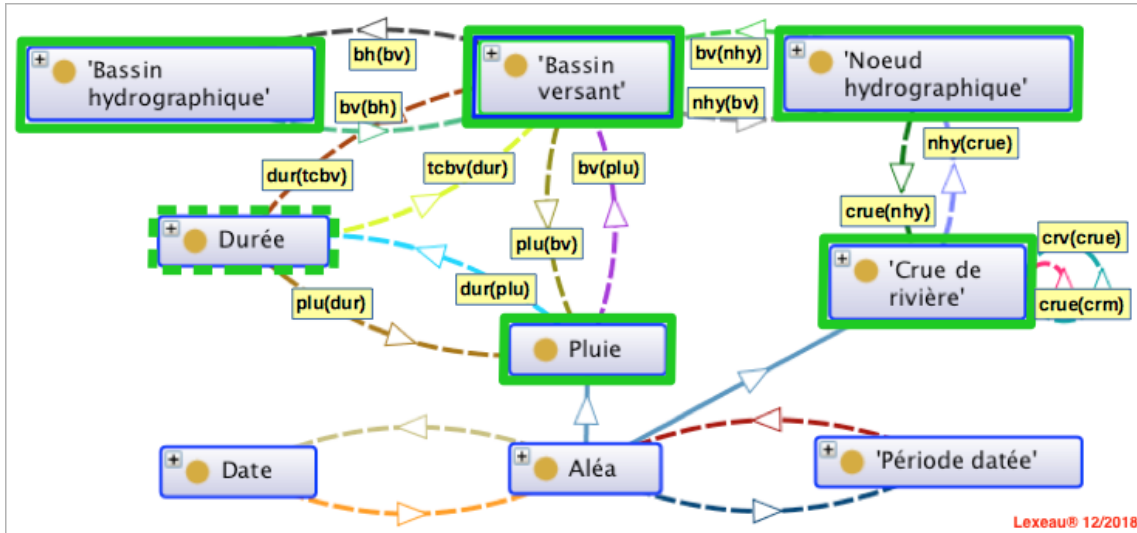 bh(bv)
bv(nhy)
'Bassin
hydrographique'
'Bassin
versant'
'Noeud
hydrographique'
bv(bh)
nhy(bv)
nhy(crue)
dur(tcbv)
tcbv(dur)
bv(plu)
crue(nhy)
Durée
plu(bv)
crv(crue)
'Crue de
rivière'
plu(dur)
dur(plu)
crue(crm)
Pluie
Date
Aléa
'Période datée'
Lexeau® 12/2018